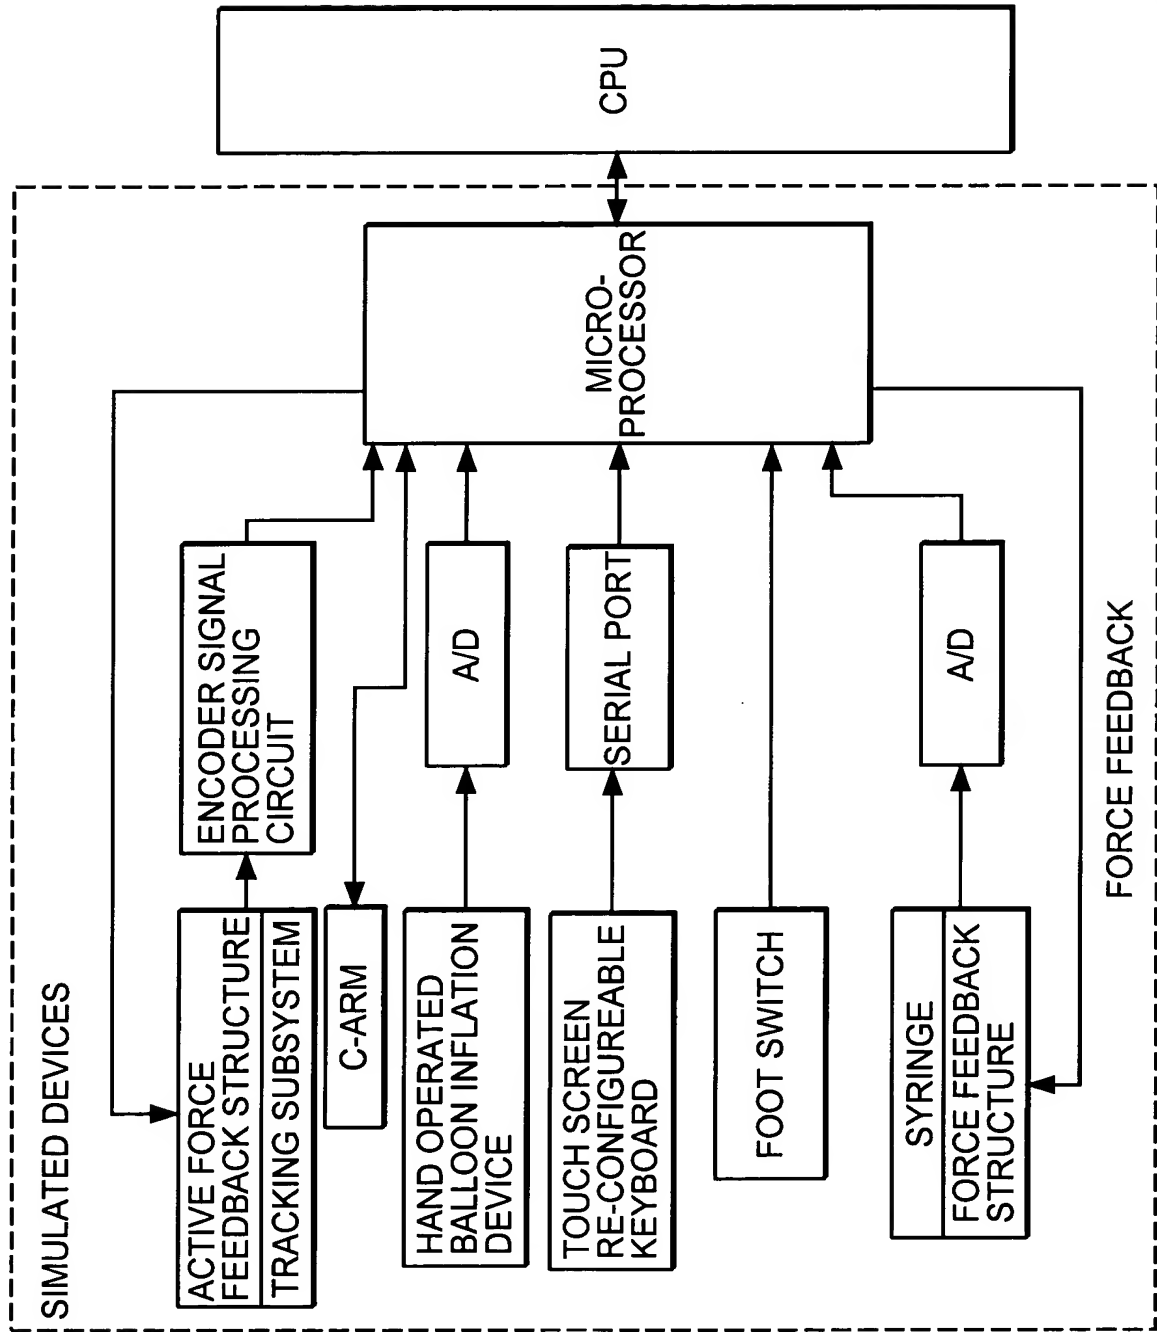 SIMULATED DEVICES
ACTIVE FORCE
FEEDBACK STRUCTURE
TRACKING SUBSYSTEM
ENCODER SIGNAL
PROCESSING
CIRCUIT
C-ARM
HAND OPERATED
BALLOON INFLATION
DEVICE
A/D
TOUCH SCREEN
RE-CONFIGUREABLE
KEYBOARD
SERIAL PORT
FOOT SWITCH
SYRINGE
FORCE FEEDBACK
STRUCTURE
A/D
FORCE FEEDBACK
MICRO-
PROCESSOR
CPU